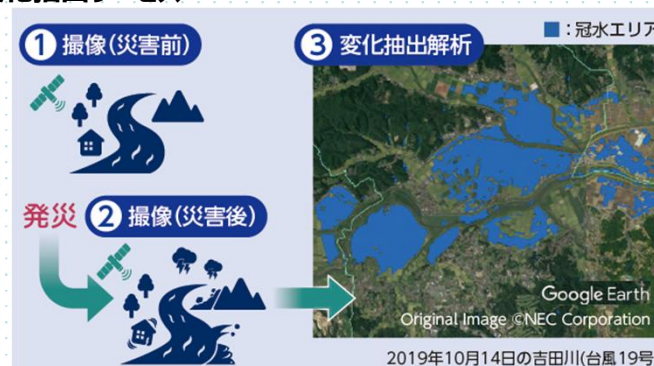 ① 撮像(災害前)
③ 変化抽出解析
■：冠水エリア
発災 ② 撮像(災害後)
Google Earth
Original Image ©NEC Corporation
2019年10月14日の吉田川(台風19号